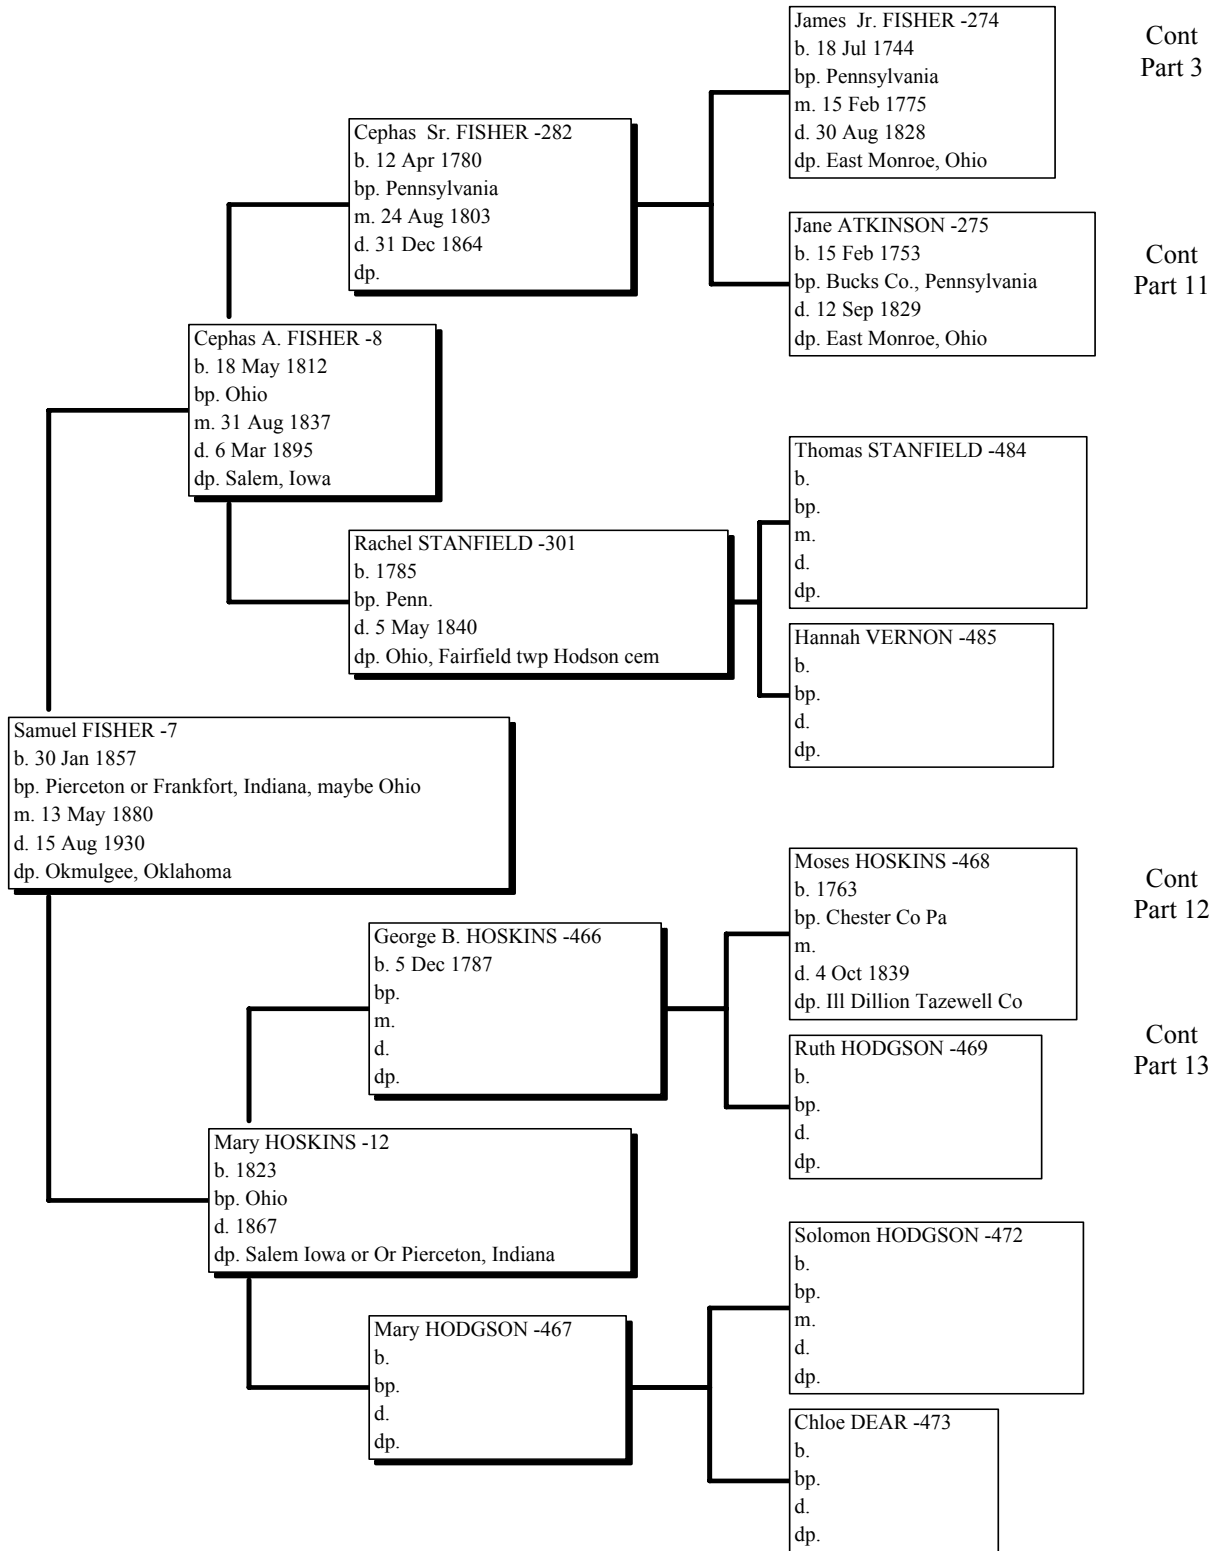 James Jr. FISHER -274
b. 18 Jul 1744
bp. Pennsylvania
m. 15 Feb 1775
d. 30 Aug 1828
dp. East Monroe, Ohio
Cont
Part 3
Cephas Sr. FISHER -282
b. 12 Apr 1780
bp. Pennsylvania
m. 24 Aug 1803
d. 31 Dec 1864
dp.
Jane ATKINSON -275
b. 15 Feb 1753
bp. Bucks Co., Pennsylvania
d. 12 Sep 1829
dp. East Monroe, Ohio
Cont
Part 11
Cephas A. FISHER -8
b. 18 May 1812
bp. Ohio
m. 31 Aug 1837
d. 6 Mar 1895
dp. Salem, Iowa
Thomas STANFIELD -484
b.
bp.
m.
d.
dp.
Rachel STANFIELD -301
b. 1785
bp. Penn.
d. 5 May 1840
dp. Ohio, Fairfield twp Hodson cem
Hannah VERNON -485
b.
bp.
d.
dp.
Samuel FISHER -7
b. 30 Jan 1857
bp. Pierceton or Frankfort, Indiana, maybe Ohio
m. 13 May 1880
d. 15 Aug 1930
dp. Okmulgee, Oklahoma
Moses HOSKINS -468
b. 1763
bp. Chester Co Pa
m.
d. 4 Oct 1839
dp. Ill Dillion Tazewell Co
Cont
Part 12
George B. HOSKINS -466
b. 5 Dec 1787
bp.
m.
d.
dp.
Ruth HODGSON -469
b.
bp.
d.
dp.
Cont
Part 13
Mary HOSKINS -12
b. 1823
bp. Ohio
d. 1867
dp. Salem Iowa or Or Pierceton, Indiana
Solomon HODGSON -472
b.
bp.
m.
d.
dp.
Mary HODGSON -467
b.
bp.
d.
dp.
Chloe DEAR -473
b.
bp.
d.
dp.